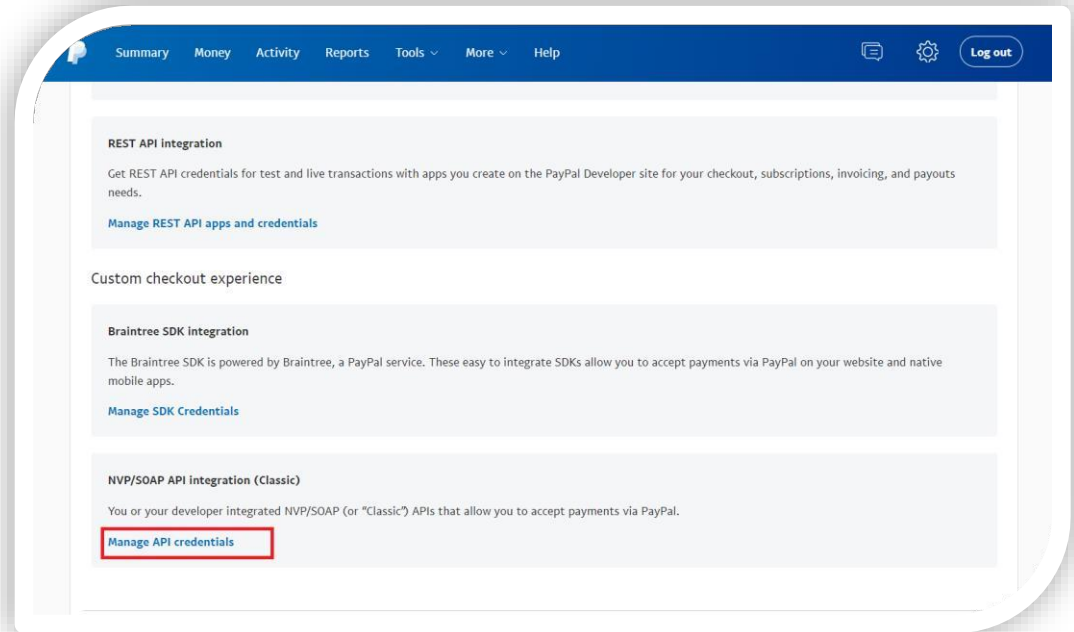 Summary Money Activity Reports Tools More Help Log out
REST API integration
Get REST API credentials for test and live transactions with apps you create on the PayPal Developer site for your checkout, subscriptions, invoicing, and payouts
needs.
Manage REST API apps and credentials
Custom checkout experience
Braintree SDK integration
The Braintree SDK is powered by Braintree, a PayPal service. These easy to integrate SDKs allow you to accept payments via PayPal on your website and native
mobile apps.
Manage SDK Credentials
NVP/SOAP API integration (Classic)
You or your developer integrated NVP/SOAP (or “Classic”) APIs that allow you to accept payments via PayPal.
Manage API credentials